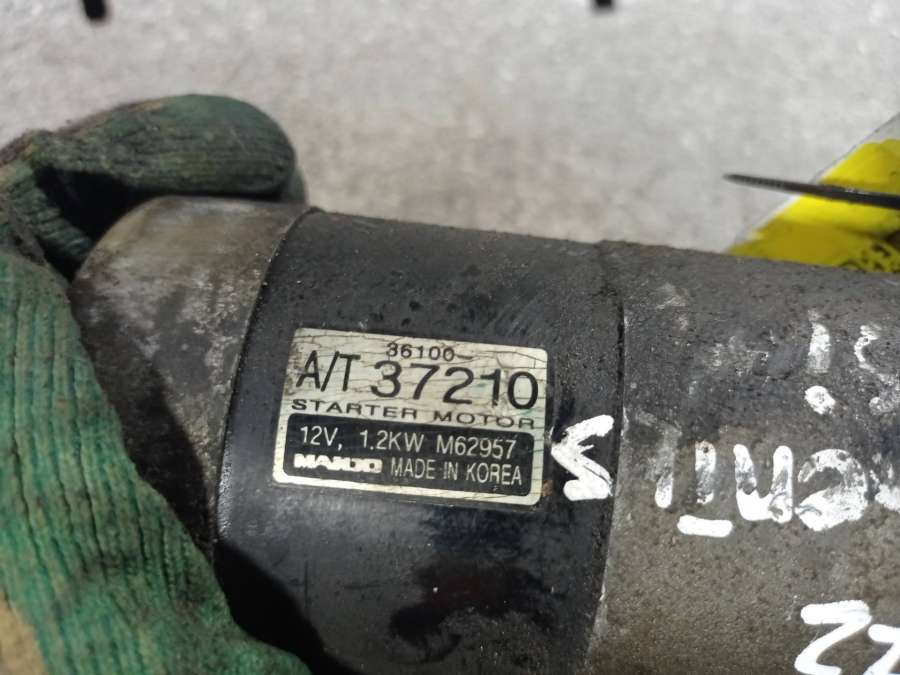 36100-
A/T 37210
STARTER MOTOR
12V, 1.2KW M62957
MANDO MADE IN KOREA